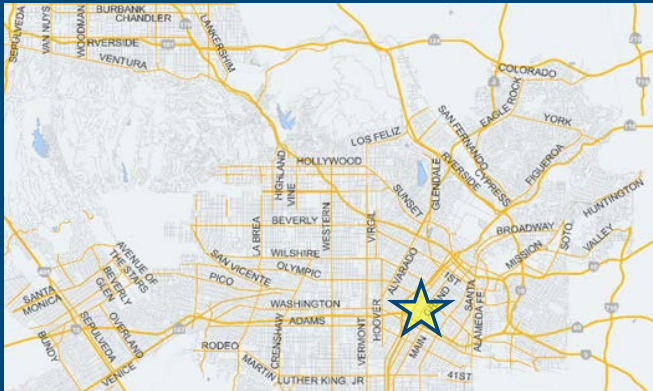 BURBANK
CHANDLER
SEPULVEDA
VAN NUYS
WOODMAN
RVERSIDE
VENTURA
LANKERSHIM
COLORADO
EAGLE ROCK
YORK
SAN FERNANDO
LOS FELIZ
RVERSIDE
CYPRESS
FIGUEROA
HOLLYWOOD
HIGHLAND
VINE
SUNSET
GLENDALE
HUNTINGTON
BEVERLY
LA BREA
WESTERN
VIRGIL
BROADWAY
SOTO
VALLEY
MISSION
WILSHIRE
OLYMPIC
SAN VICENTE
PICO
ALVARADO
1ST
GRAND
SANTA FE
ALAMEDA
AVENUE OF
THE STARS
BEVERLY
GLEN
SANTA
MONICA
BUNDY
SEPULVEDA
OVERLAND
VENICE
WASHINGTON
ADAMS
HOOVER
VERMONT
CRENSHAW
RODEO
MAIN
MARTIN
LUTHER KING, JR
41ST